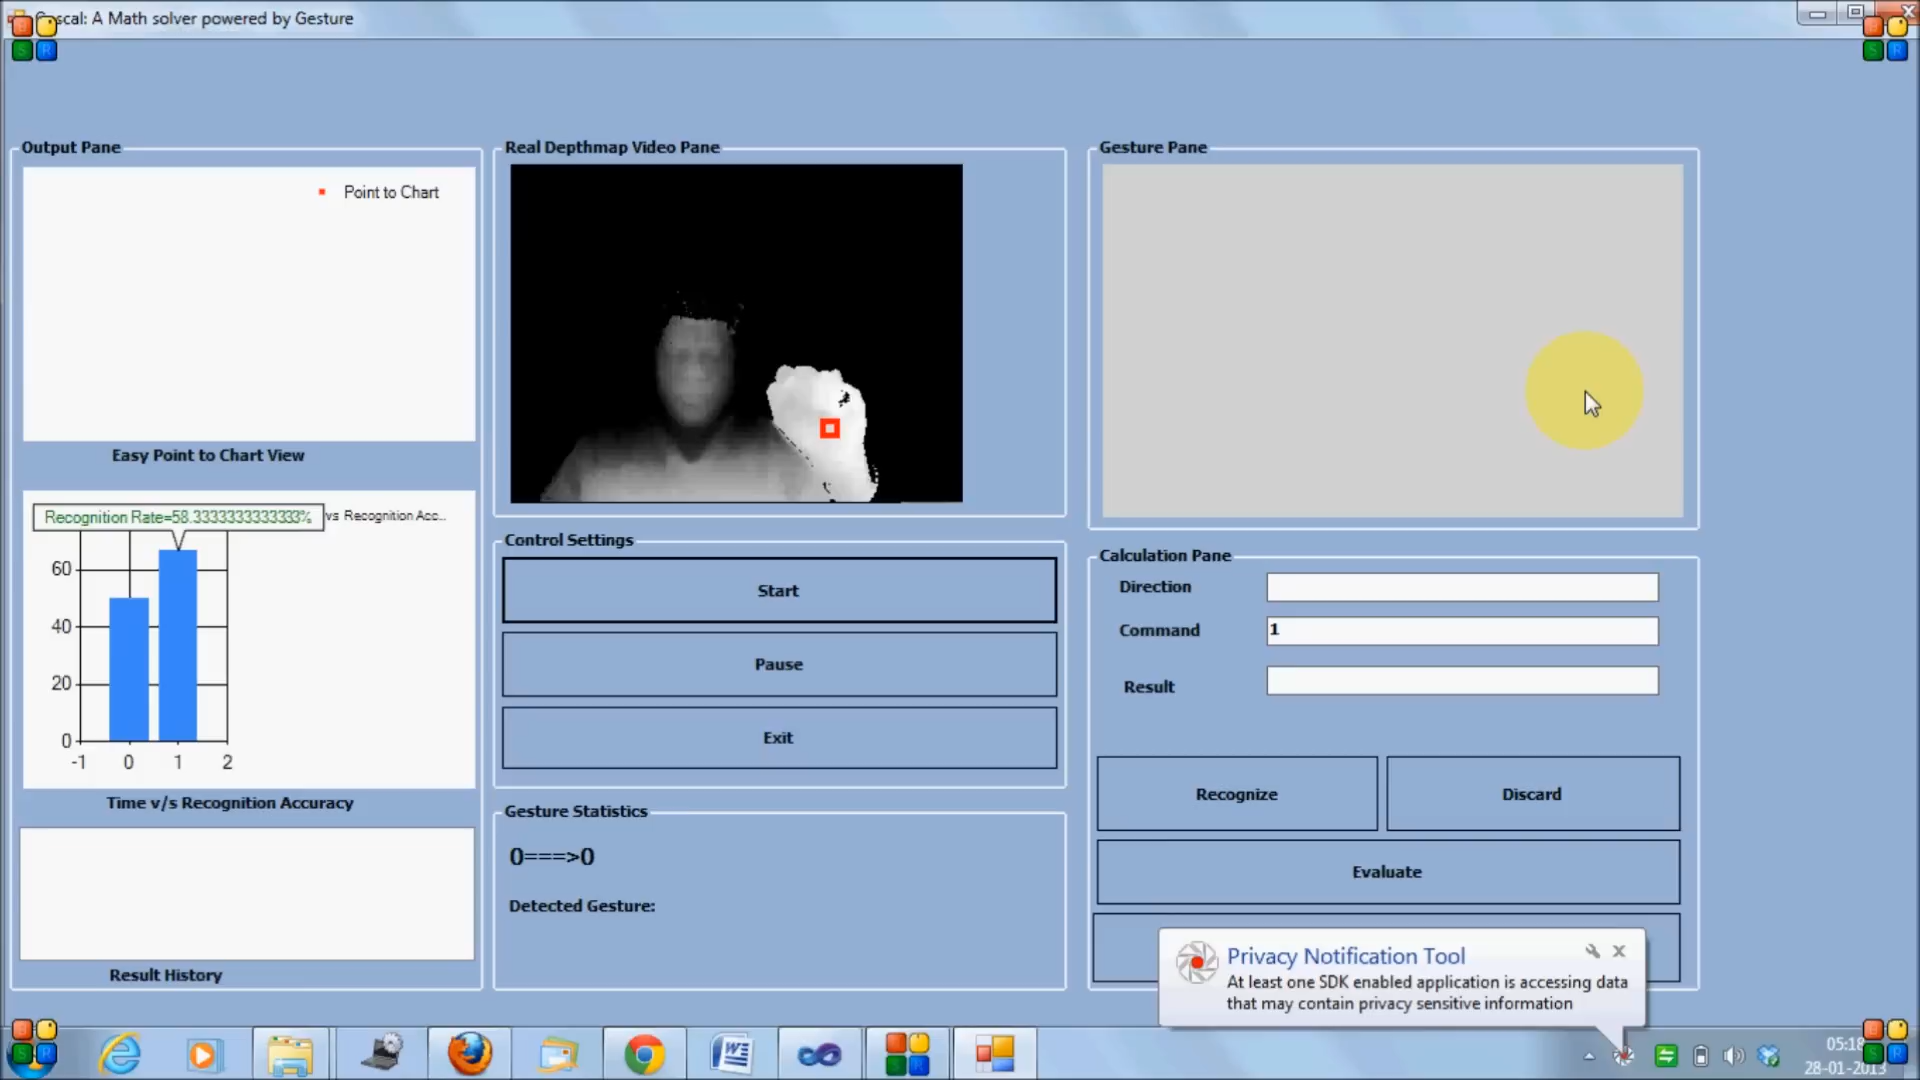 Gescal: A Math solver powered by Gesture
Output Pane
Point to Chart
Easy Point to Chart View
Recognition Rate=58.3333333333333%
vs Recognition Acc..
60
40
20
0
-1 0 1 2
Time v/s Recognition Accuracy
Result History
Real Depthmap Video Pane
Control Settings
Start
Pause
Exit
Gesture Statistics
0===>0
Detected Gesture:
Gesture Pane
Calculation Pane
Direction
Command 1
Result
Recognize Discard
Evaluate
Privacy Notification Tool
At least one SDK enabled application is accessing data
that may contain privacy sensitive information
05:18
28-01-2013